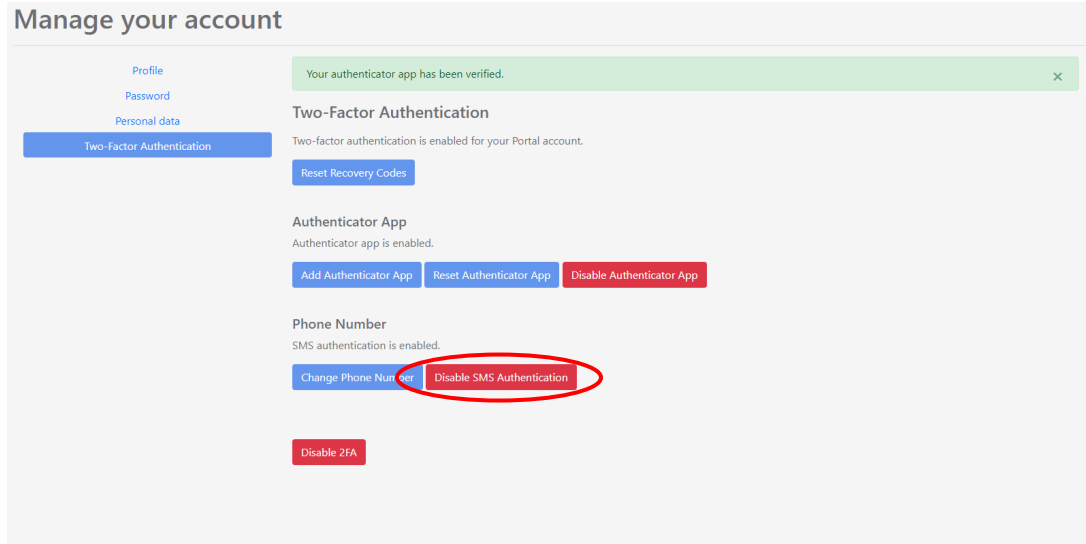 Manage your account
Profile
Password
Personal data
Two-Factor Authentication
Your authenticator app has been verified.
×
Two-Factor Authentication
Two-factor authentication is enabled for your Portal account.
Reset Recovery Codes
Authenticator App
Authenticator app is enabled.
Add Authenticator App Reset Authenticator App Disable Authenticator App
Phone Number
SMS authentication is enabled.
Change Phone Number Disable SMS Authentication
Disable 2FA